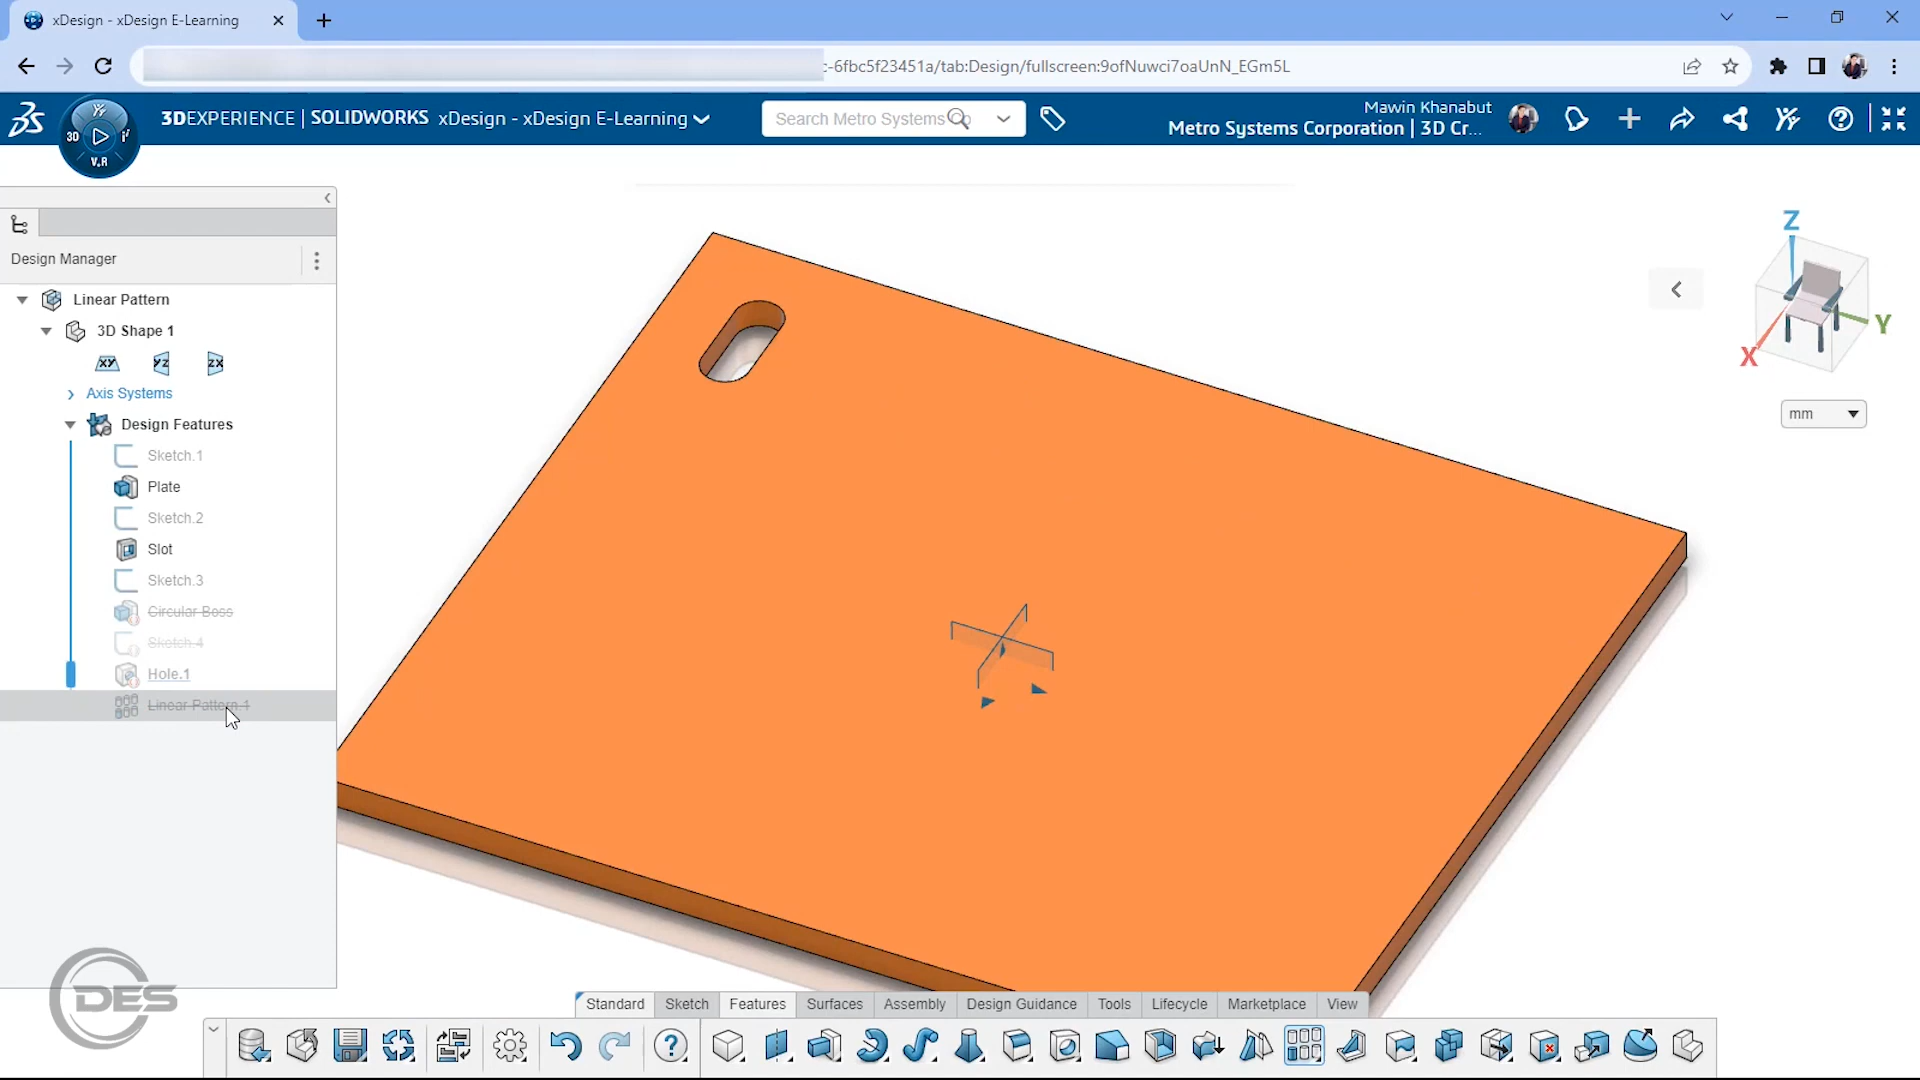 xDesign - xDesign E-Learning
:-6fbc5f23451a/tab:Design/fullscreen:9ofNuwci7oaUnN_EGm5L
3DEXPERIENCE | SOLIDWORKS xDesign - xDesign E-Learning
Search Metro Systems
Mawin Khanabut
Metro Systems Corporation | 3D Cr...
3D
i²
V.R
Design Manager
Linear Pattern
3D Shape 1
XY YZ ZX
Axis Systems
Design Features
Sketch.1
Plate
Sketch.2
Slot
Sketch.3
Circular Boss
Sketch.4
Hole.1
Linear Pattern.1
Z
Y
X
mm
DES
Standard Sketch Features Surfaces Assembly Design Guidance Tools Lifecycle Marketplace View